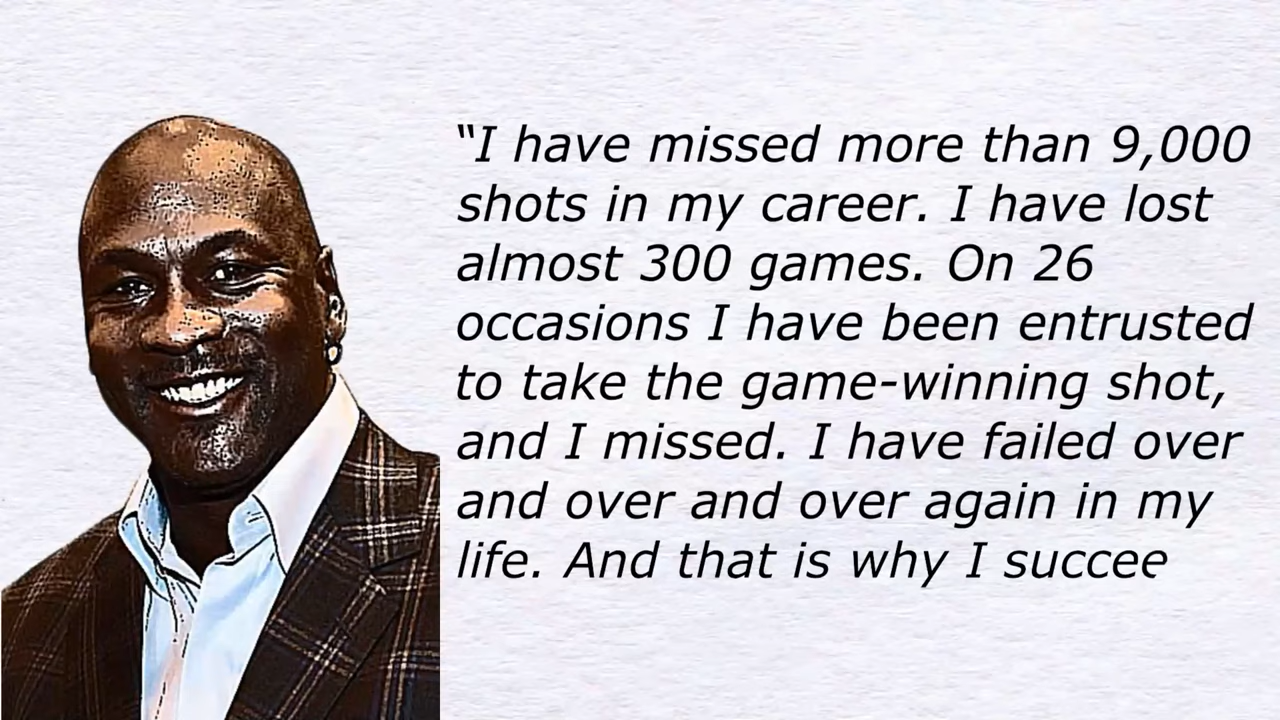 “I have missed more than 9,000
shots in my career. I have lost
almost 300 games. On 26
occasions I have been entrusted
to take the game-winning shot,
and I missed. I have failed over
and over and over again in my
life. And that is why I succee